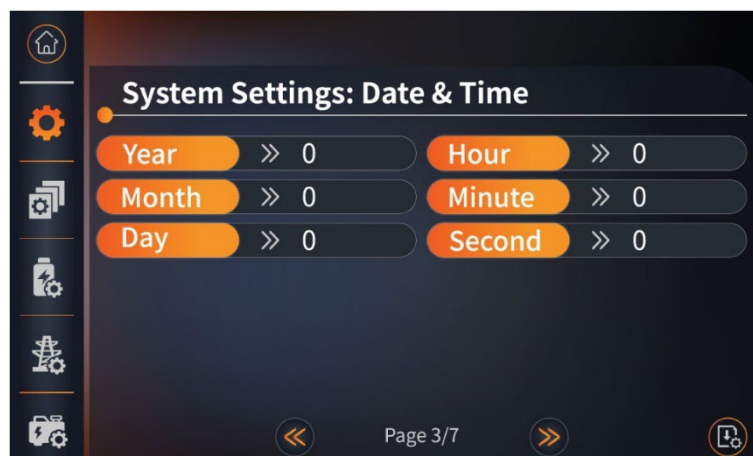 System Settings: Date & Time
Year » 0
Hour » 0
Month » 0
Minute » 0
Day » 0
Second » 0
Page 3/7